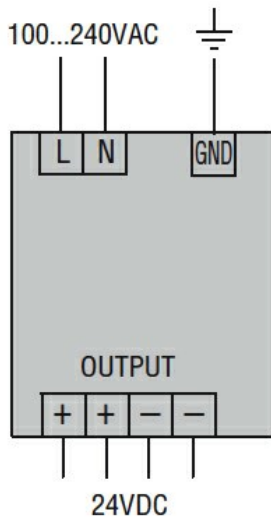 100...240VAC
L N GND
OUTPUT
+ + − −
24VDC